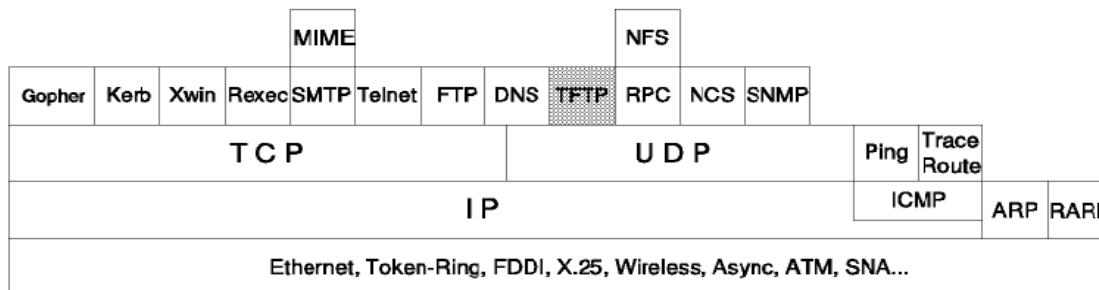 MIME NFS
Gopher Kerb Xwin Rexec SMTP Telnet FTP DNS TFTP RPC NCS SNMP
TCP UDP Ping Trace Route
IP ICMP ARP
Ethernet, Token-Ring, FDDI, X.25, Wireless, Async, ATM, SNA...